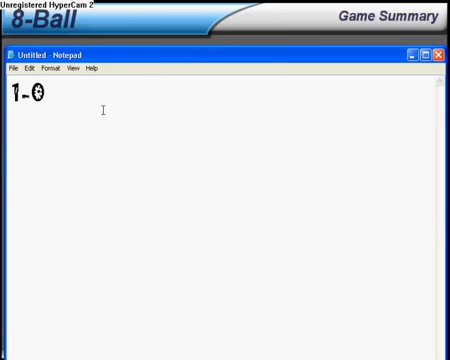 Unregistered HyperCam 2
8-Ball
Game Summary
Untitled - Notepad
File Edit Format View Help
1-0